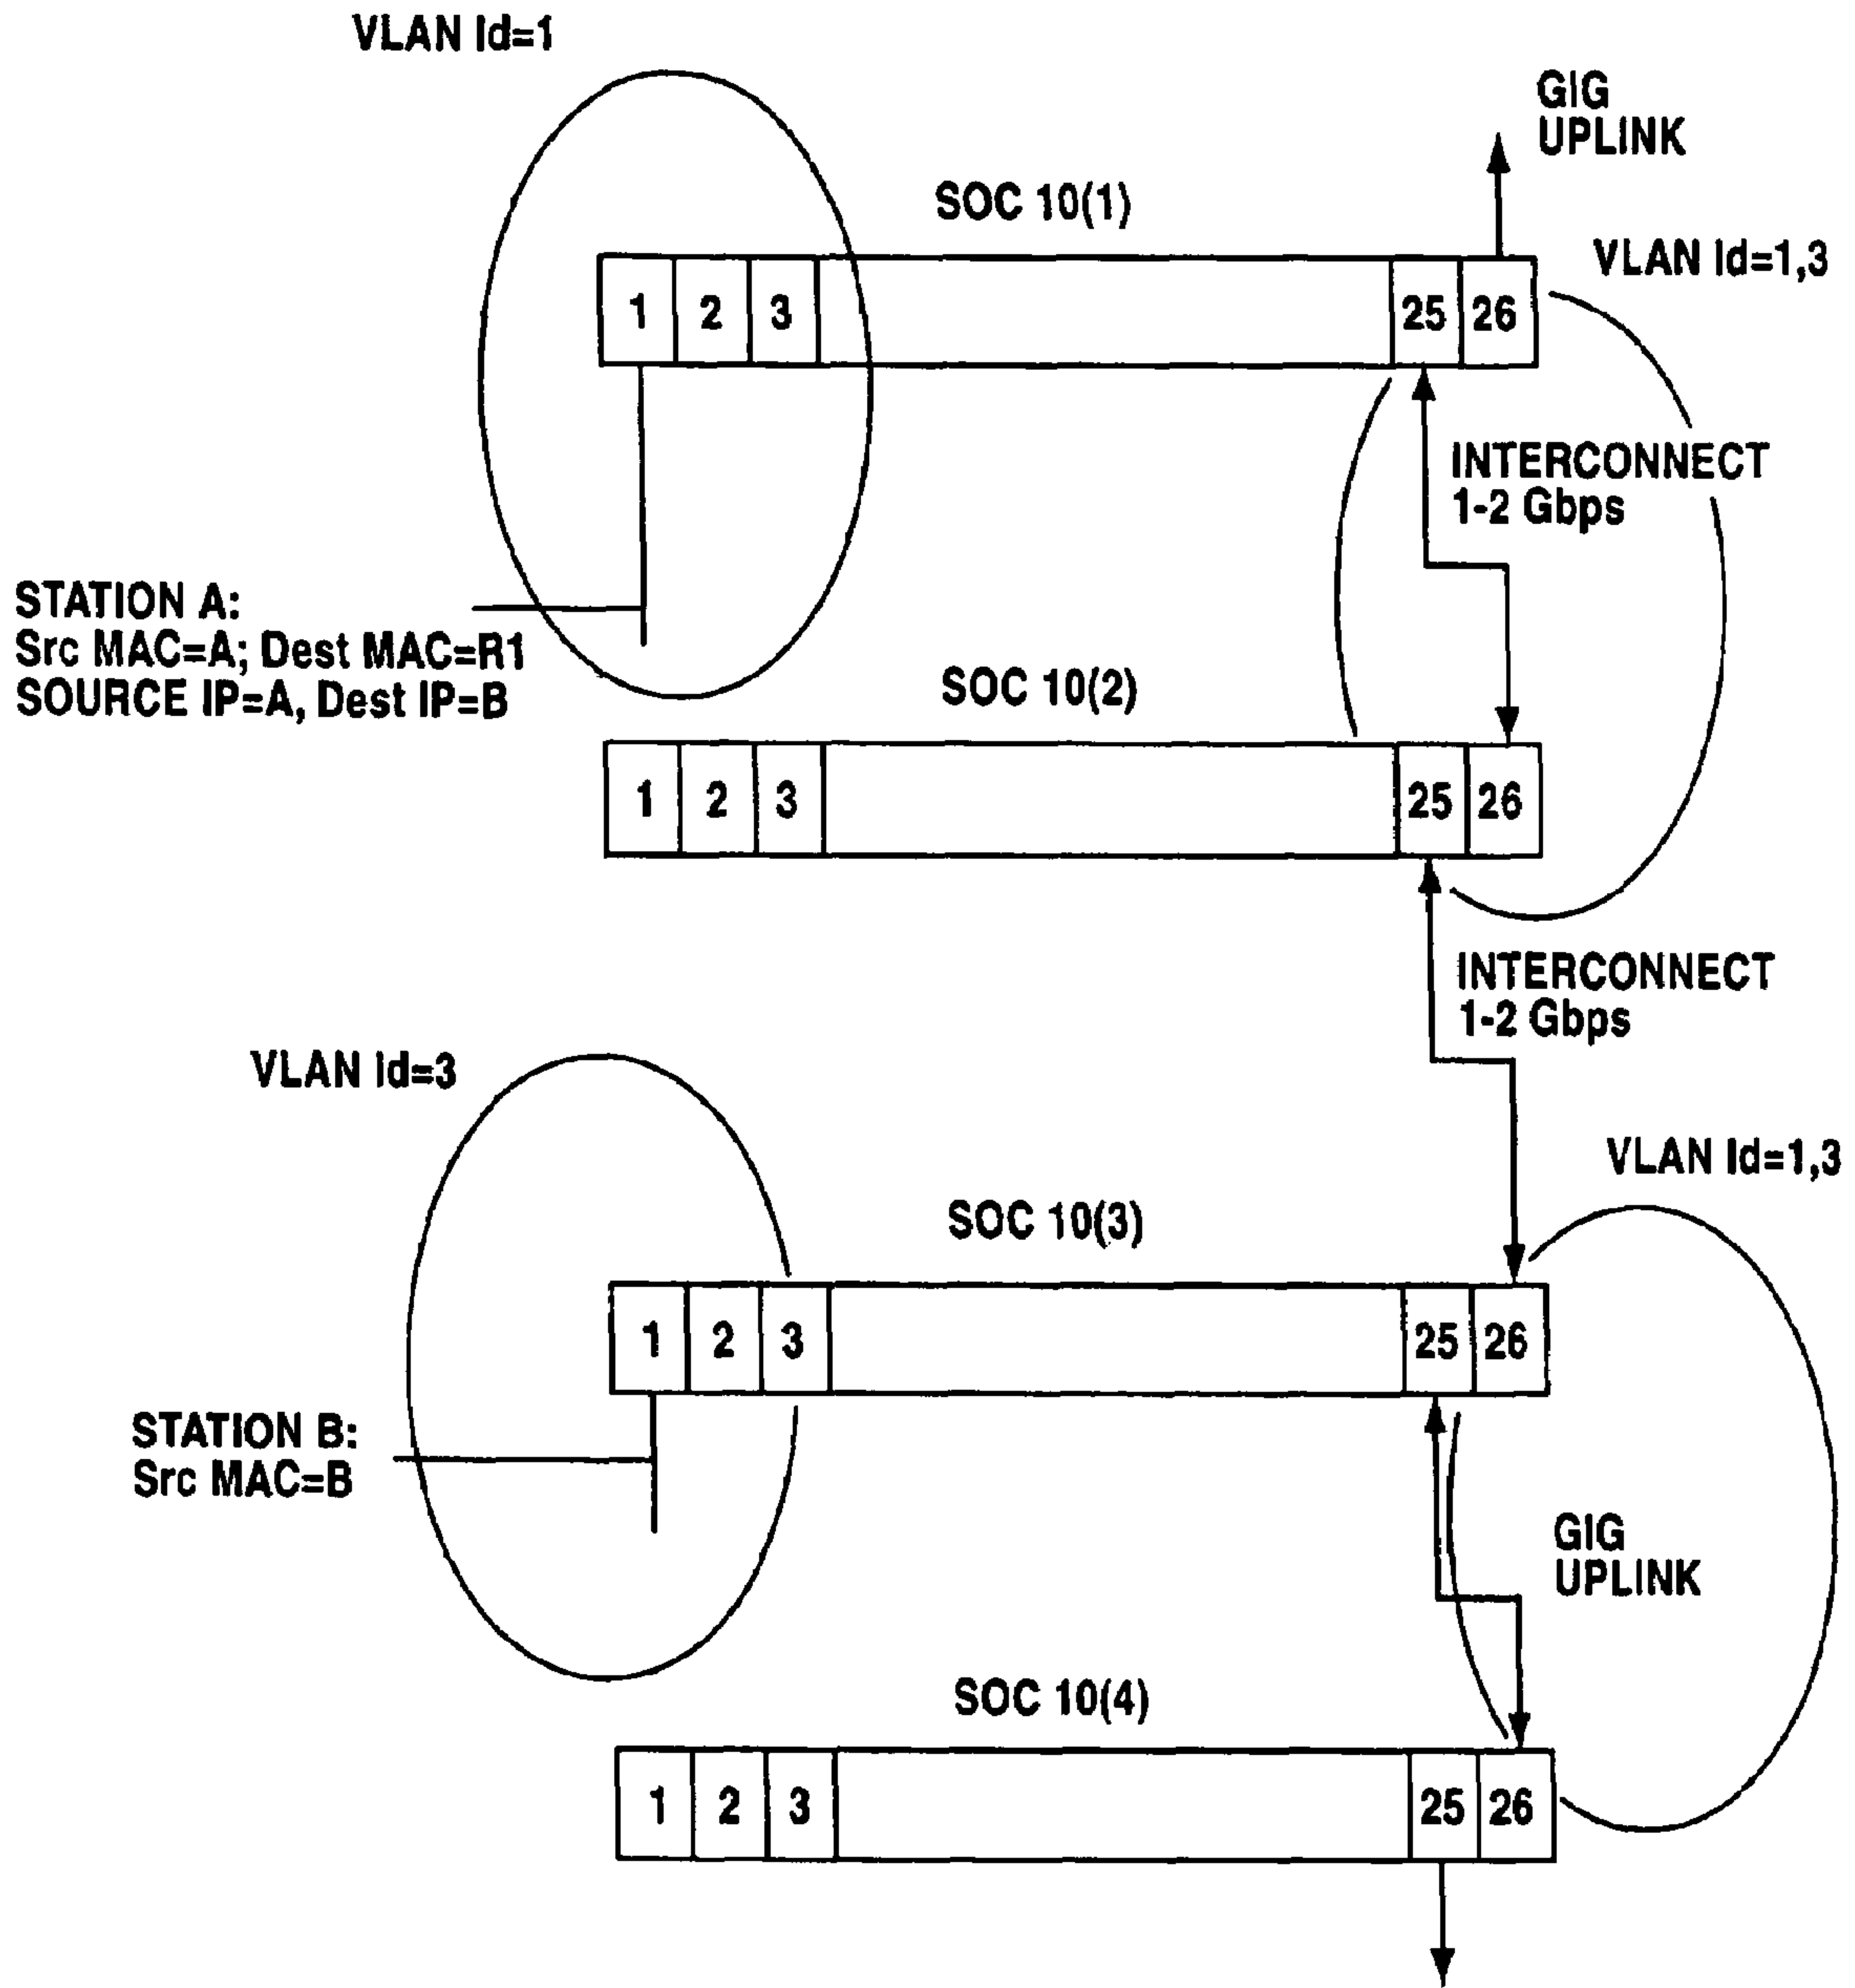 VLAN Id=1
GIG
UPLINK
SOC 10(1)
VLAN Id=1,3
1 2 3 25 26
INTERCONNECT
1-2 Gbps
STATION A:
Src MAC=A; Dest MAC=R1
SOURCE IP=A, Dest IP=B
SOC 10(2)
1 2 3 25 26
INTERCONNECT
1-2 Gbps
VLAN Id=3
VLAN Id=1,3
SOC 10(3)
1 2 3 25 26
STATION B:
Src MAC=B
GIG
UPLINK
SOC 10(4)
1 2 3 25 26